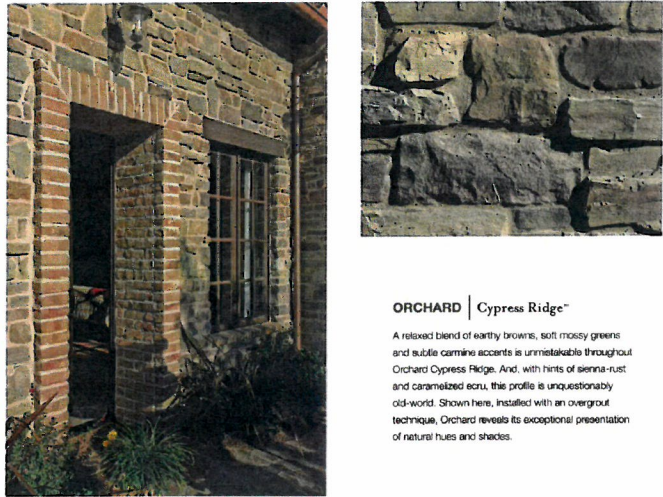 ORCHARD | Cypress Ridge™
A relaxed blend of earthy browns, soft mossy greens
and subtle carmine accents is unmistakable throughout
Orchard Cypress Ridge. And, with hints of sienna-rust
and caramelized ecru, this profile is unquestionably
old-world. Shown here, installed with an overgrout
technique, Orchard reveals its exceptional presentation
of natural hues and shades.